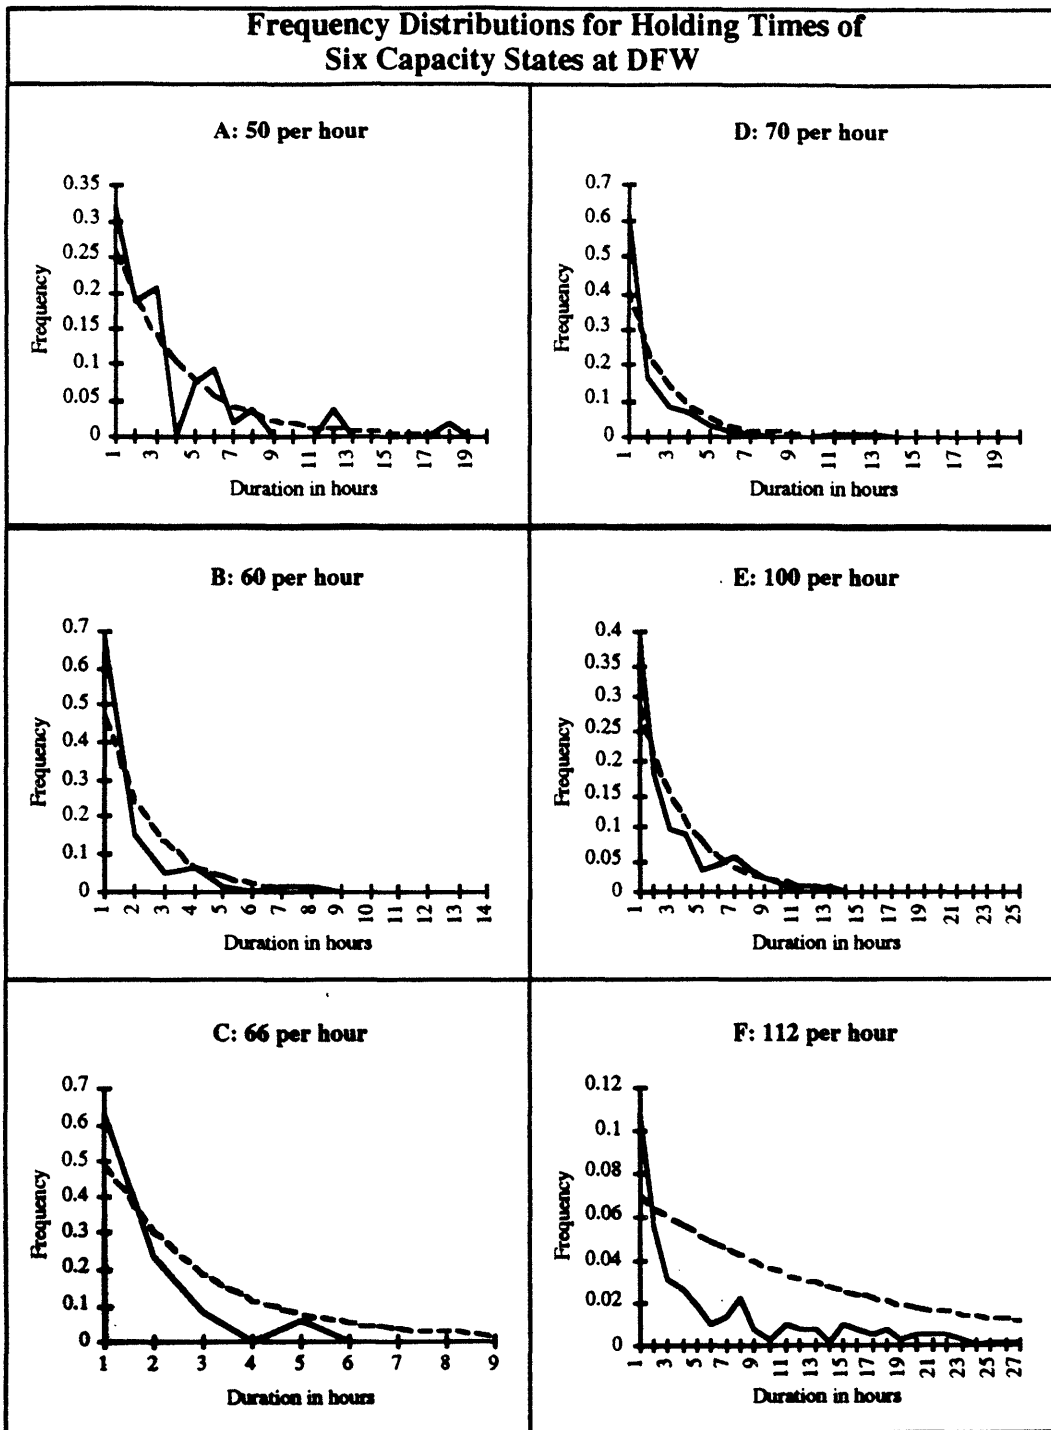 Frequency Distributions for Holding Times of
Six Capacity States at DFW
A: 50 per hour
0.35
0.3
0.25
0.2
0.15
0.1
0.05
0
Frequency
1 3 5 7 9 11 13 15 17 19
Duration in hours
D: 70 per hour
0.7
0.6
0.5
0.4
0.3
0.2
0.1
0
Frequency
1 3 5 7 9 11 13 15 17 19
Duration in hours
B: 60 per hour
0.7
0.6
0.5
0.4
0.3
0.2
0.1
0
Frequency
1 2 3 4 5 6 7 8 9 10 11 12 13 14
Duration in hours
E: 100 per hour
0.4
0.35
0.3
0.25
0.2
0.15
0.1
0.05
0
Frequency
1 3 5 7 9 11 13 15 17 19 21 23 25
Duration in hours
C: 66 per hour
0.7
0.6
0.5
0.4
0.3
0.2
0.1
0
Frequency
1 2 3 4 5 6 7 8 9
Duration in hours
F: 112 per hour
0.12
0.1
0.08
0.06
0.04
0.02
0
Frequency
1 3 5 7 9 11 13 15 17 19 21 23 25 27
Duration in hours